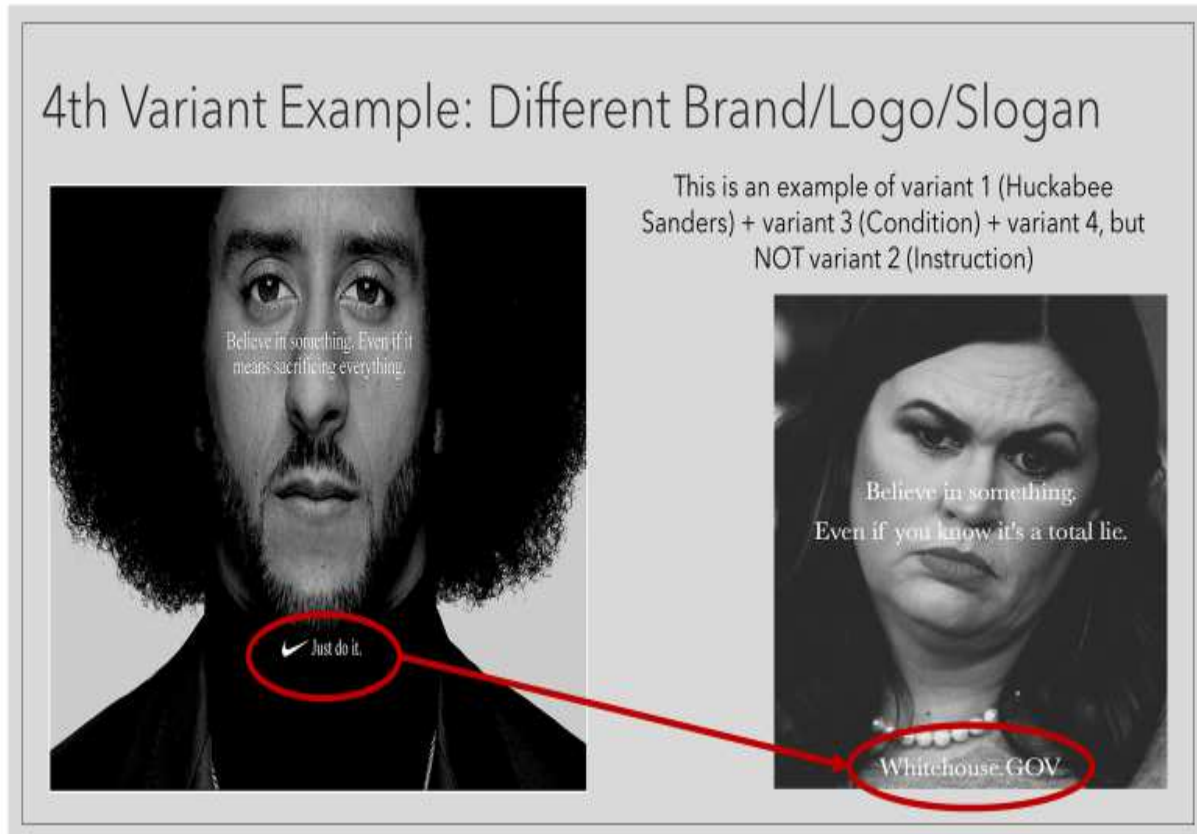 4th Variant Example: Different Brand/Logo/Slogan
This is an example of variant 1 (Huckabee
Sanders) + variant 3 (Condition) + variant 4, but
NOT variant 2 (Instruction)
Believe in something. Even if it
means sacrificing everything.
Just do it.
Believe in something.
Even if you know it's a total lie.
Whitehouse.GOV